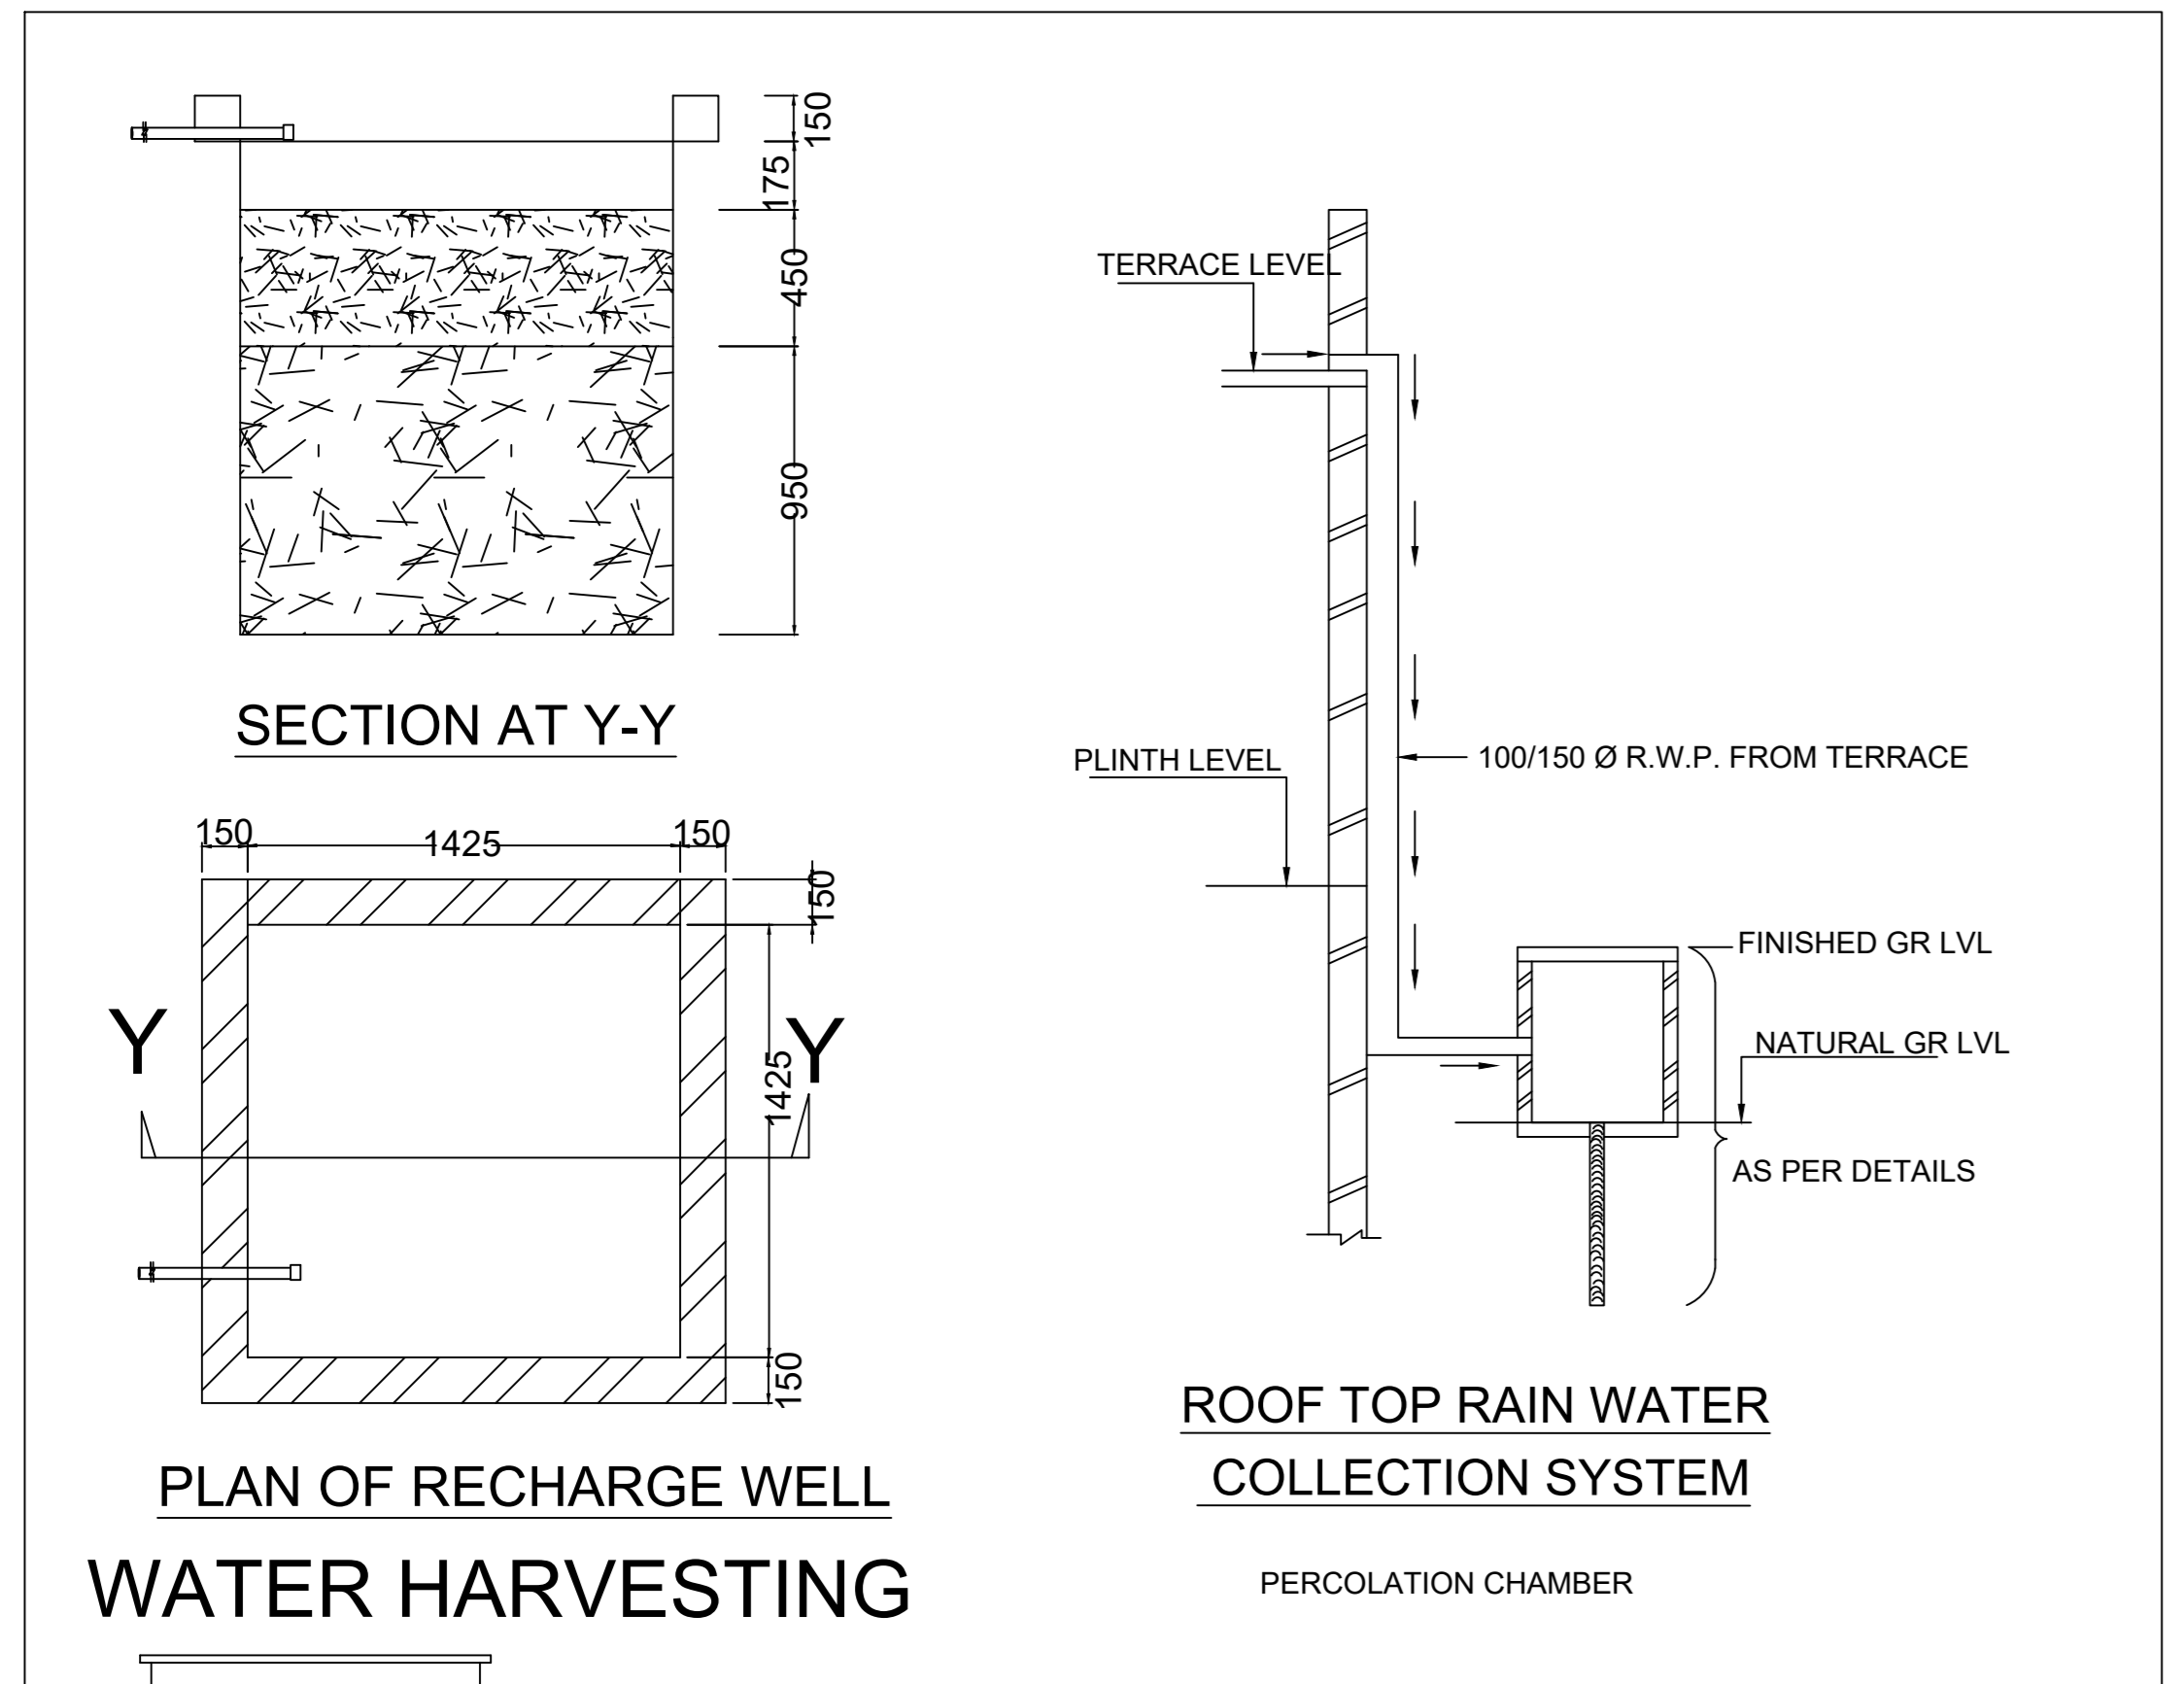 150
175
450
950
SECTION AT Y-Y
150
1425
150
150
Y
Y
1425
150
PLAN OF RECHARGE WELL
WATER HARVESTING
TERRACE LEVEL
PLINTH LEVEL
100/150 Ø R.W.P. FROM TERRACE
FINISHED GR LVL
NATURAL GR LVL
AS PER DETAILS
ROOF TOP RAIN WATER
COLLECTION SYSTEM
PERCOLATION CHAMBER